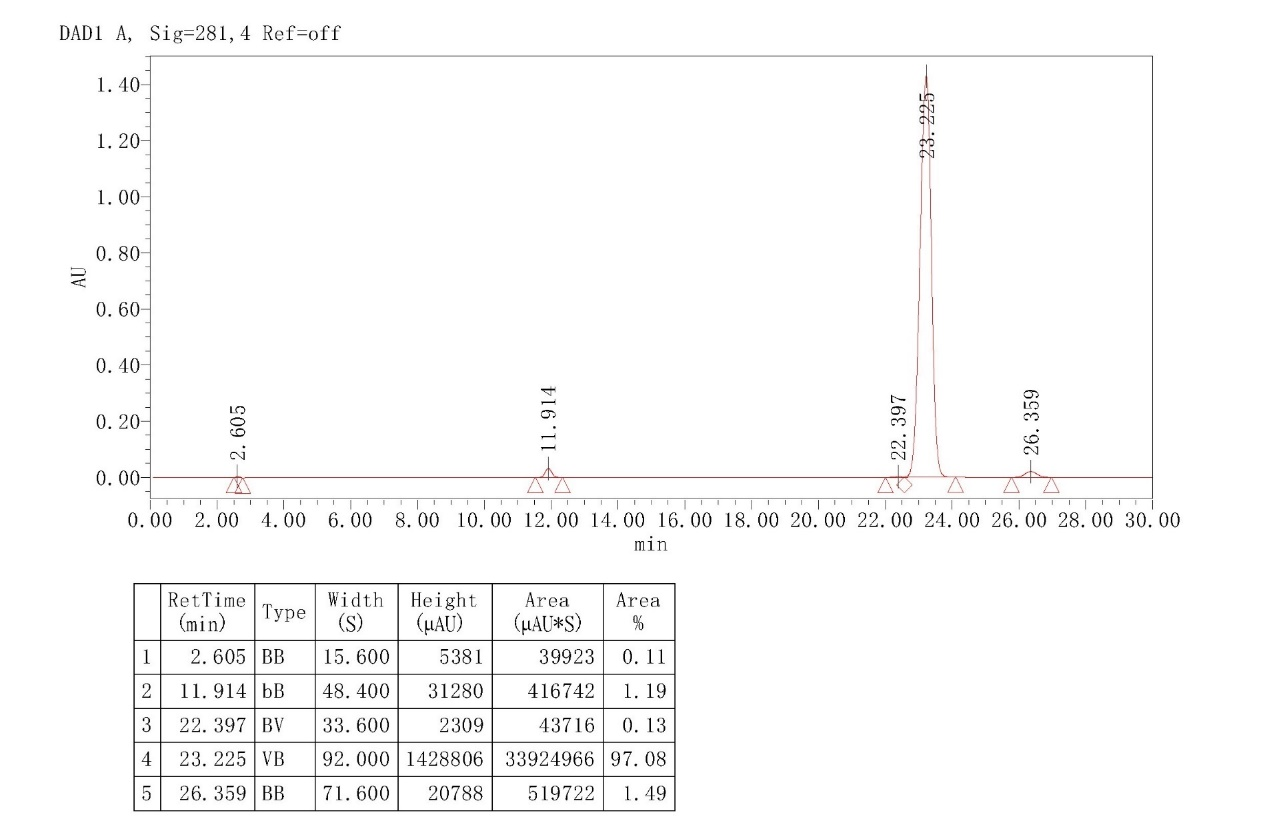 DAD1 A, Sig=281,4 Ref=off
1.40
1.20
1.00
0.80
0.60
0.40
0.20
0.00
AU
2.605
11.914
22.397
23.225
26.359
0.00 2.00 4.00 6.00 8.00 10.00 12.00 14.00 16.00 18.00 20.00 22.00 24.00 26.00 28.00 30.00
min
RetTime (min) Type Width (S) Height (μAU) Area (μAU*S) Area %
1 2.605 BB 15.600 5381 39923 0.11
2 11.914 bB 48.400 31280 416742 1.19
3 22.397 BV 33.600 2309 43716 0.13
4 23.225 VB 92.000 1428806 33924966 97.08
5 26.359 BB 71.600 20788 519722 1.49